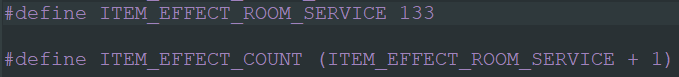 #define ITEM_EFFECT_ROOM_SERVICE 133
#define ITEM_EFFECT_COUNT (ITEM_EFFECT_ROOM_SERVICE + 1)